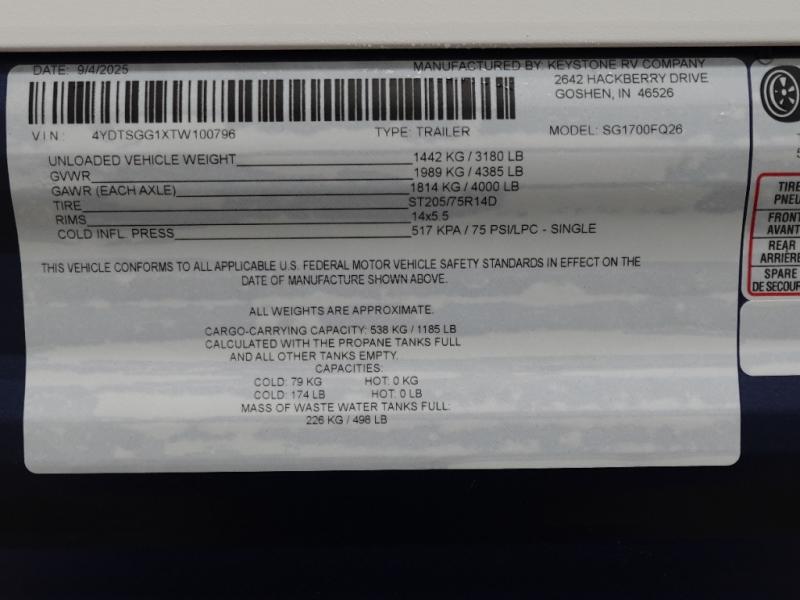 DATE: 9/4/2025
MANUFACTURED BY: KEYSTONE RV COMPANY
2642 HACKBERRY DRIVE
GOSHEN, IN 46526
VIN: 4YDTSGG1XTW100796 TYPE: TRAILER MODEL: SG1700FQ26
UNLOADED VEHICLE WEIGHT 1442 KG / 3180 LB
GVWR 1989 KG / 4385 LB
GAWR (EACH AXLE) 1814 KG / 4000 LB
TIRE ST205/75R14D
RIMS 14x5.5
COLD INFL. PRESS 517 KPA / 75 PSI/LPC - SINGLE
THIS VEHICLE CONFORMS TO ALL APPLICABLE U.S. FEDERAL MOTOR VEHICLE SAFETY STANDARDS IN EFFECT ON THE
DATE OF MANUFACTURE SHOWN ABOVE.
ALL WEIGHTS ARE APPROXIMATE.
CARGO-CARRYING CAPACITY: 538 KG / 1185 LB
CALCULATED WITH THE PROPANE TANKS FULL
AND ALL OTHER TANKS EMPTY.
CAPACITIES:
COLD: 79 KG HOT: 0 KG
COLD: 174 LB HOT: 0 LB
MASS OF WASTE WATER TANKS FULL:
226 KG / 498 LB
TIRE
PNEU
FRONT
AVANT
REAR
ARRIÈRE
SPARE
DE SECOUR